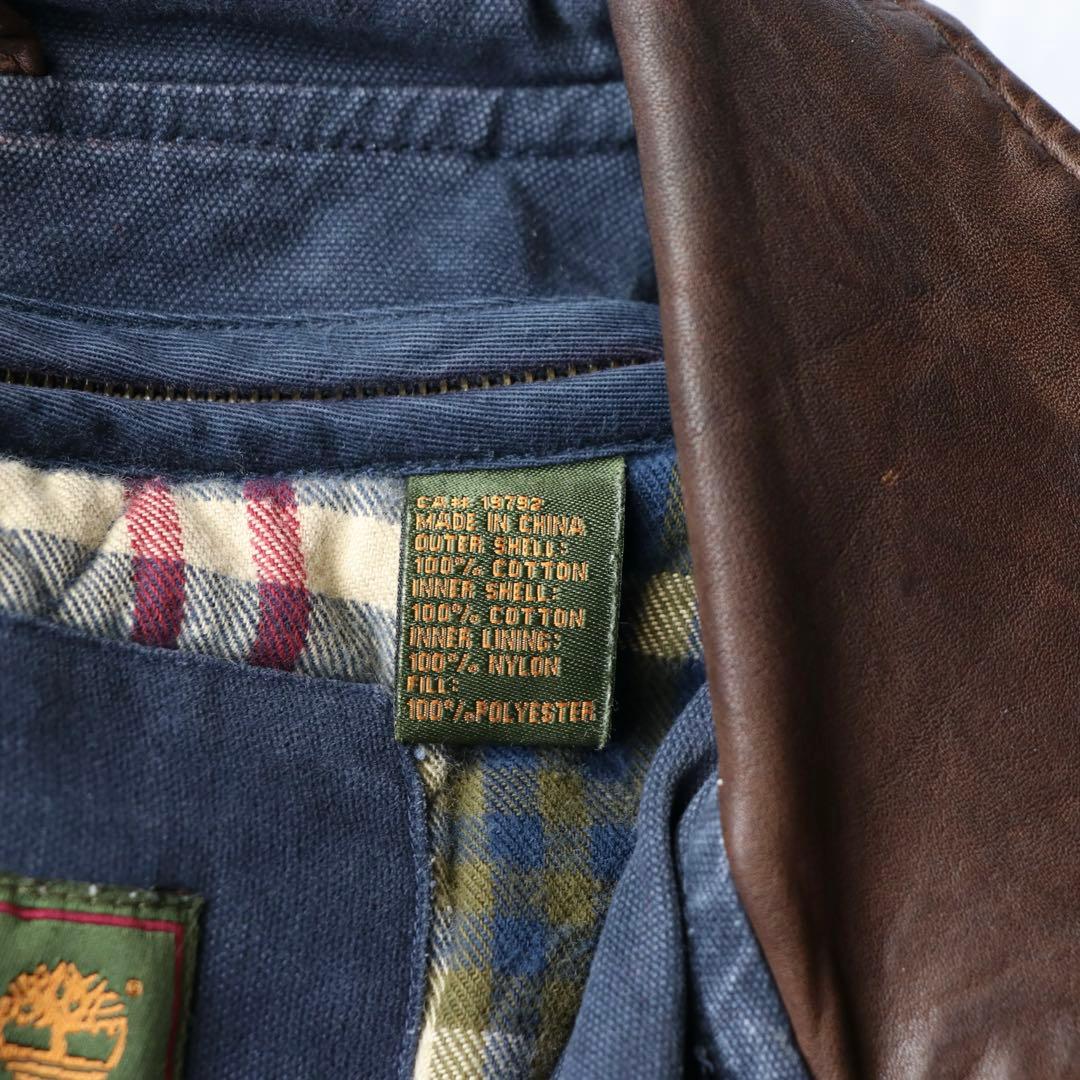 CA# 19792
MADE IN CHINA
OUTER SHELL:
100% COTTON
INNER SHELL:
100% COTTON
INNER LINING:
100% NYLON
FILL:
100% POLYESTER
®